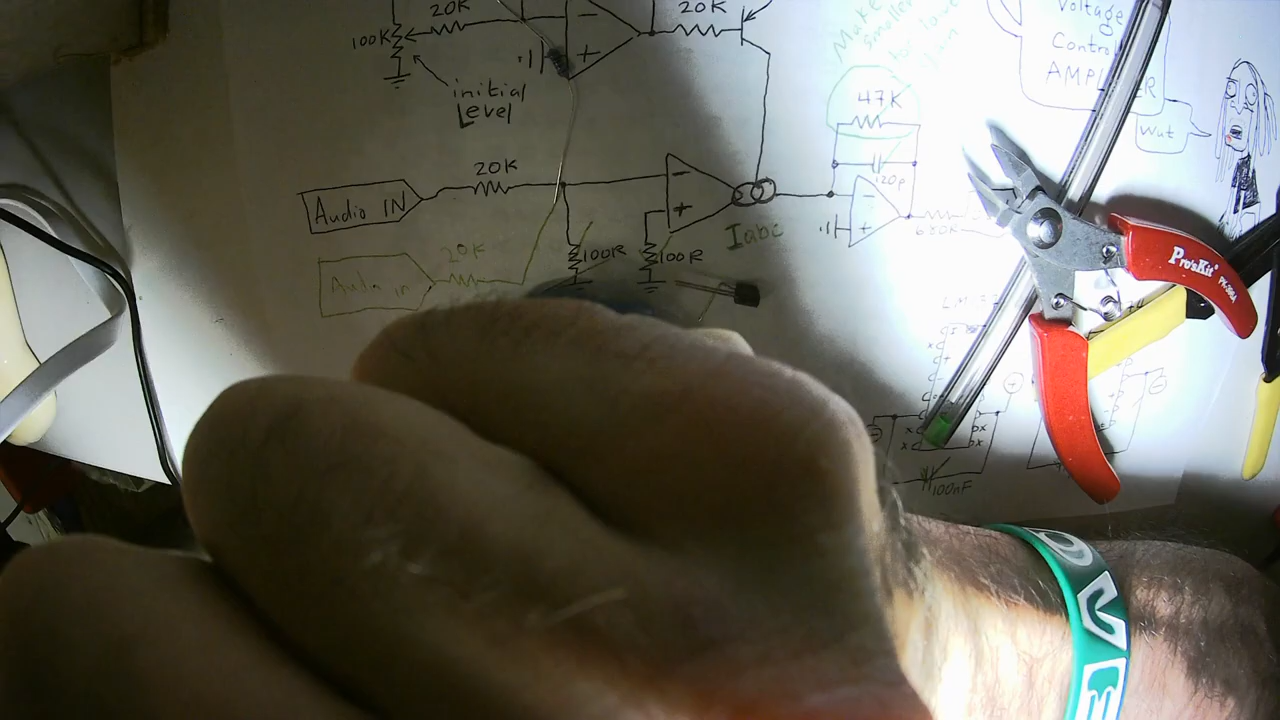 20K
20K
100K
initial
Level
Make
smaller
Voltage
Control
47K
Wut
20K
120p
Audio IN
100R
100R
Iabc
20K
Audio in
680K
Pro'sKit
100nF